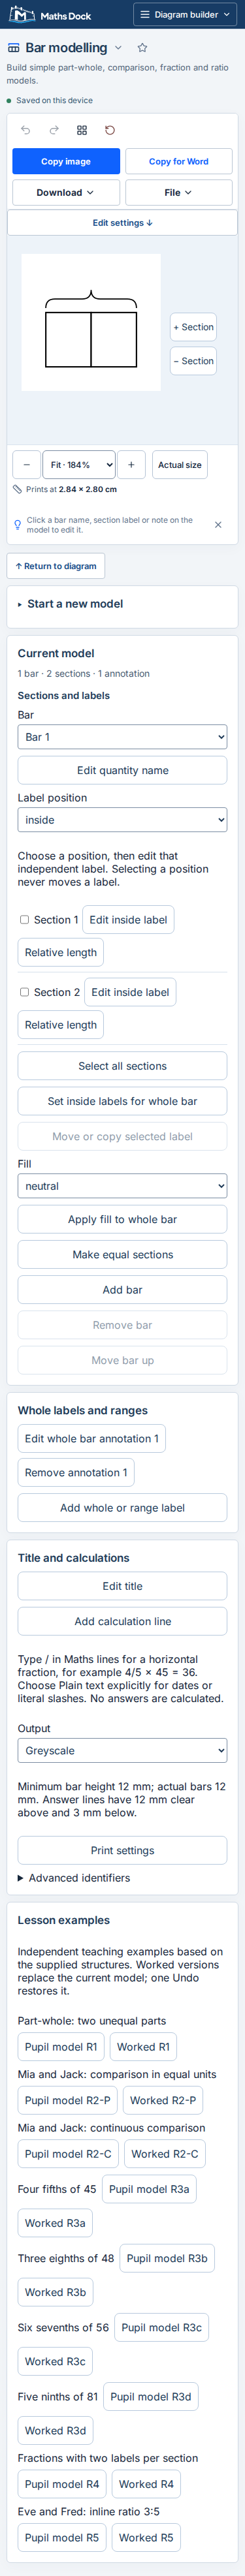 Maths Dock
Diagram builder
Bar modelling
Build simple part-whole, comparison, fraction and ratio
models.
Saved on this device
Copy image
Copy for Word
Download
File
Edit settings ↓
+ Section
− Section
−
Fit · 184%
+
Actual size
Prints at 2.84 × 2.80 cm
Click a bar name, section label or note on the
model to edit it.
↑ Return to diagram
Start a new model
Current model
1 bar · 2 sections · 1 annotation
Sections and labels
Bar
Bar 1
Edit quantity name
Label position
inside
Choose a position, then edit that
independent label. Selecting a position
never moves a label.
Section 1
Edit inside label
Relative length
Section 2
Edit inside label
Relative length
Select all sections
Set inside labels for whole bar
Move or copy selected label
Fill
neutral
Apply fill to whole bar
Make equal sections
Add bar
Remove bar
Move bar up
Whole labels and ranges
Edit whole bar annotation 1
Remove annotation 1
Add whole or range label
Title and calculations
Edit title
Add calculation line
Type / in Maths lines for a horizontal
fraction, for example 4/5 × 45 = 36.
Choose Plain text explicitly for dates or
literal slashes. No answers are calculated.
Output
Greyscale
Minimum bar height 12 mm; actual bars 12
mm. Answer lines have 12 mm clear
above and 3 mm below.
Print settings
Advanced identifiers
Lesson examples
Independent teaching examples based on
the supplied structures. Worked versions
replace the current model; one Undo
restores it.
Part-whole: two unequal parts
Pupil model R1
Worked R1
Mia and Jack: comparison in equal units
Pupil model R2-P
Worked R2-P
Mia and Jack: continuous comparison
Pupil model R2-C
Worked R2-C
Four fifths of 45
Pupil model R3a
Worked R3a
Three eighths of 48
Pupil model R3b
Worked R3b
Six sevenths of 56
Pupil model R3c
Worked R3c
Five ninths of 81
Pupil model R3d
Worked R3d
Fractions with two labels per section
Pupil model R4
Worked R4
Eve and Fred: inline ratio 3:5
Pupil model R5
Worked R5